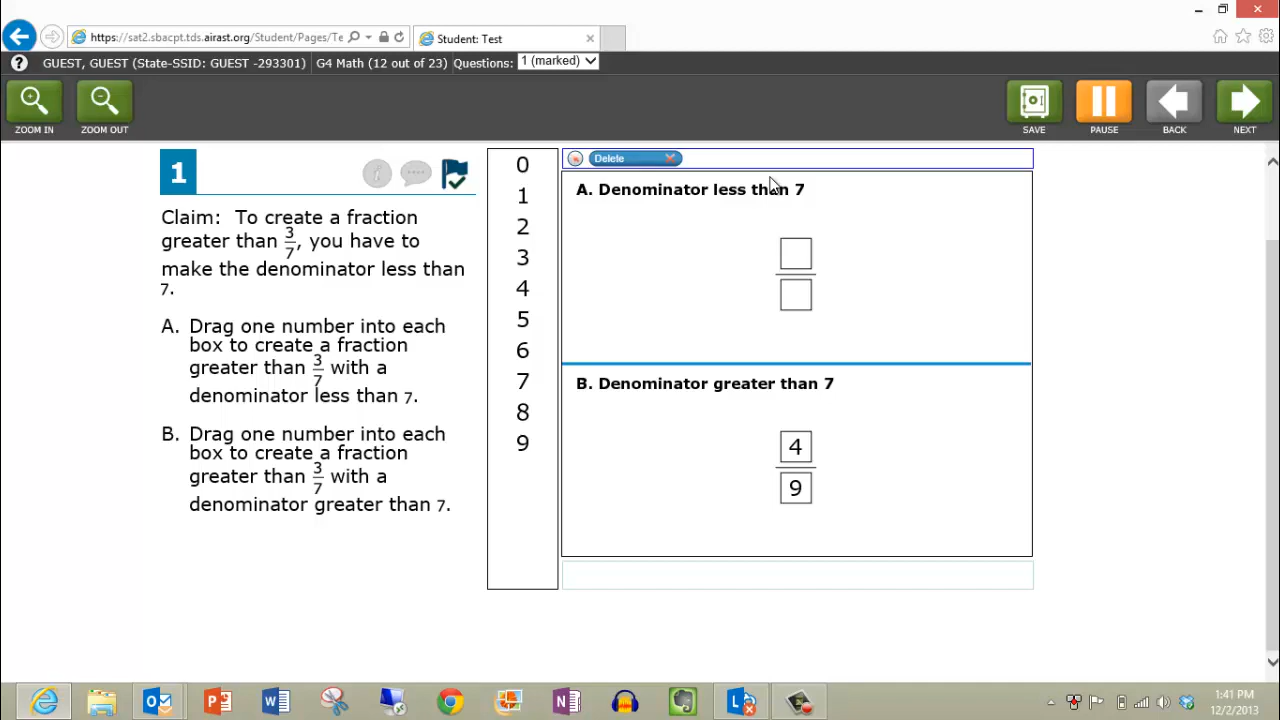 https://sat2.sbacpt.tds.airast.org/Student/Pages/Te
Student: Test
GUEST, GUEST (State-SSID: GUEST -293301) G4 Math (12 out of 23) Questions: 1 (marked)
ZOOM IN
ZOOM OUT
SAVE
PAUSE
BACK
NEXT
1
Claim: To create a fraction
greater than 3/7, you have to
make the denominator less than
7.
A. Drag one number into each
box to create a fraction
greater than 3/7 with a
denominator less than 7.
B. Drag one number into each
box to create a fraction
greater than 3/7 with a
denominator greater than 7.
0
1
2
3
4
5
6
7
8
9
Delete
A. Denominator less than 7
B. Denominator greater than 7
4
9
1:41 PM
12/2/2013